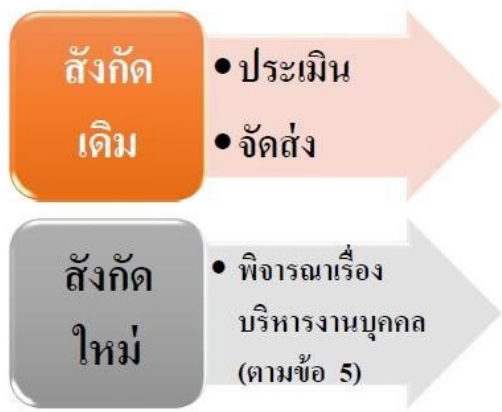 สังกัด
เดิม
• ประเมิน
• จัดส่ง
สังกัด
ใหม่
• พิจารณาเรื่อง
บริหารงานบุคคล
(ตามข้อ 5)